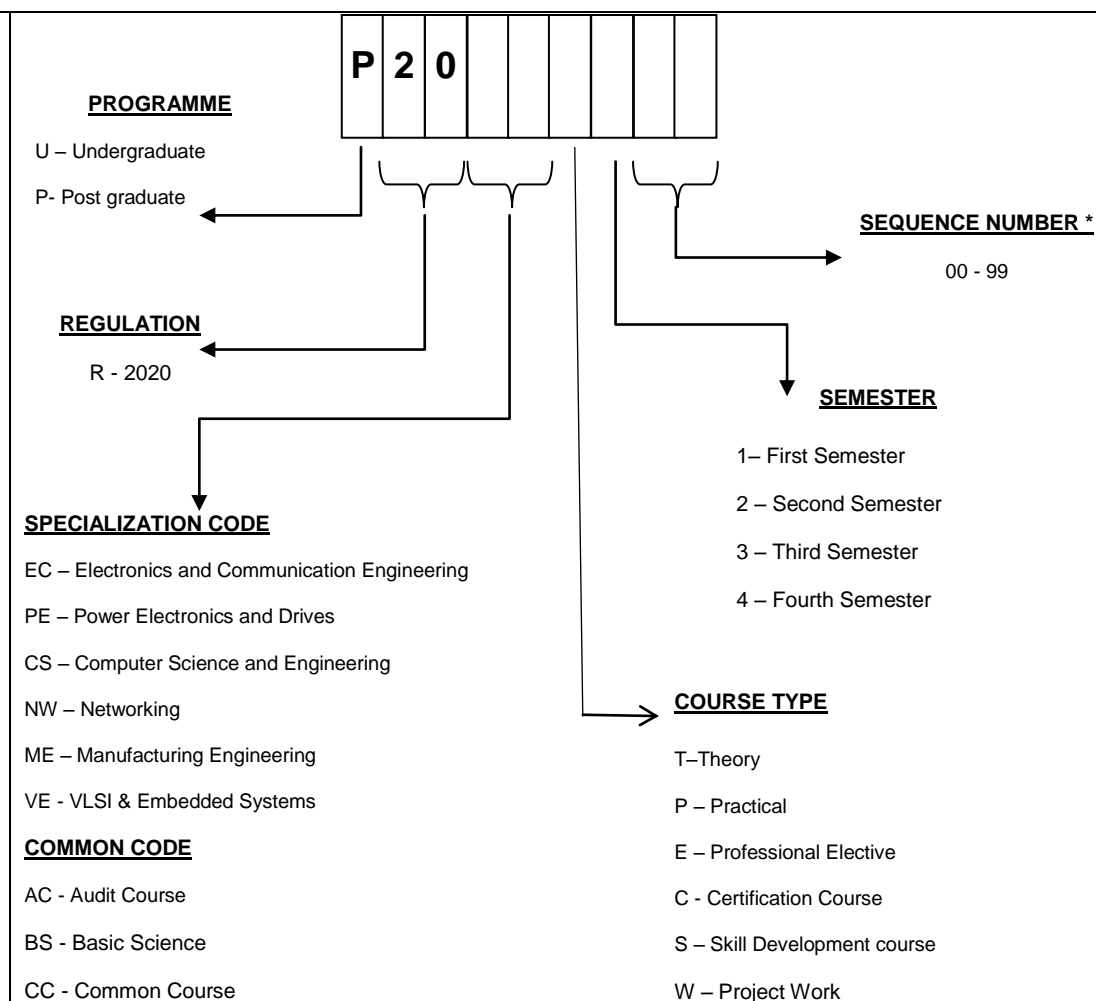 P 2 0
PROGRAMME
U – Undergraduate
P- Post graduate
SEQUENCE NUMBER *
00 - 99
REGULATION
R - 2020
SEMESTER
1– First Semester
2 – Second Semester
3 – Third Semester
4 – Fourth Semester
SPECIALIZATION CODE
EC – Electronics and Communication Engineering
PE – Power Electronics and Drives
CS – Computer Science and Engineering
NW – Networking
ME – Manufacturing Engineering
VE - VLSI & Embedded Systems
COMMON CODE
AC - Audit Course
BS - Basic Science
CC - Common Course
COURSE TYPE
T–Theory
P – Practical
E – Professional Elective
C - Certification Course
S – Skill Development course
W – Project Work